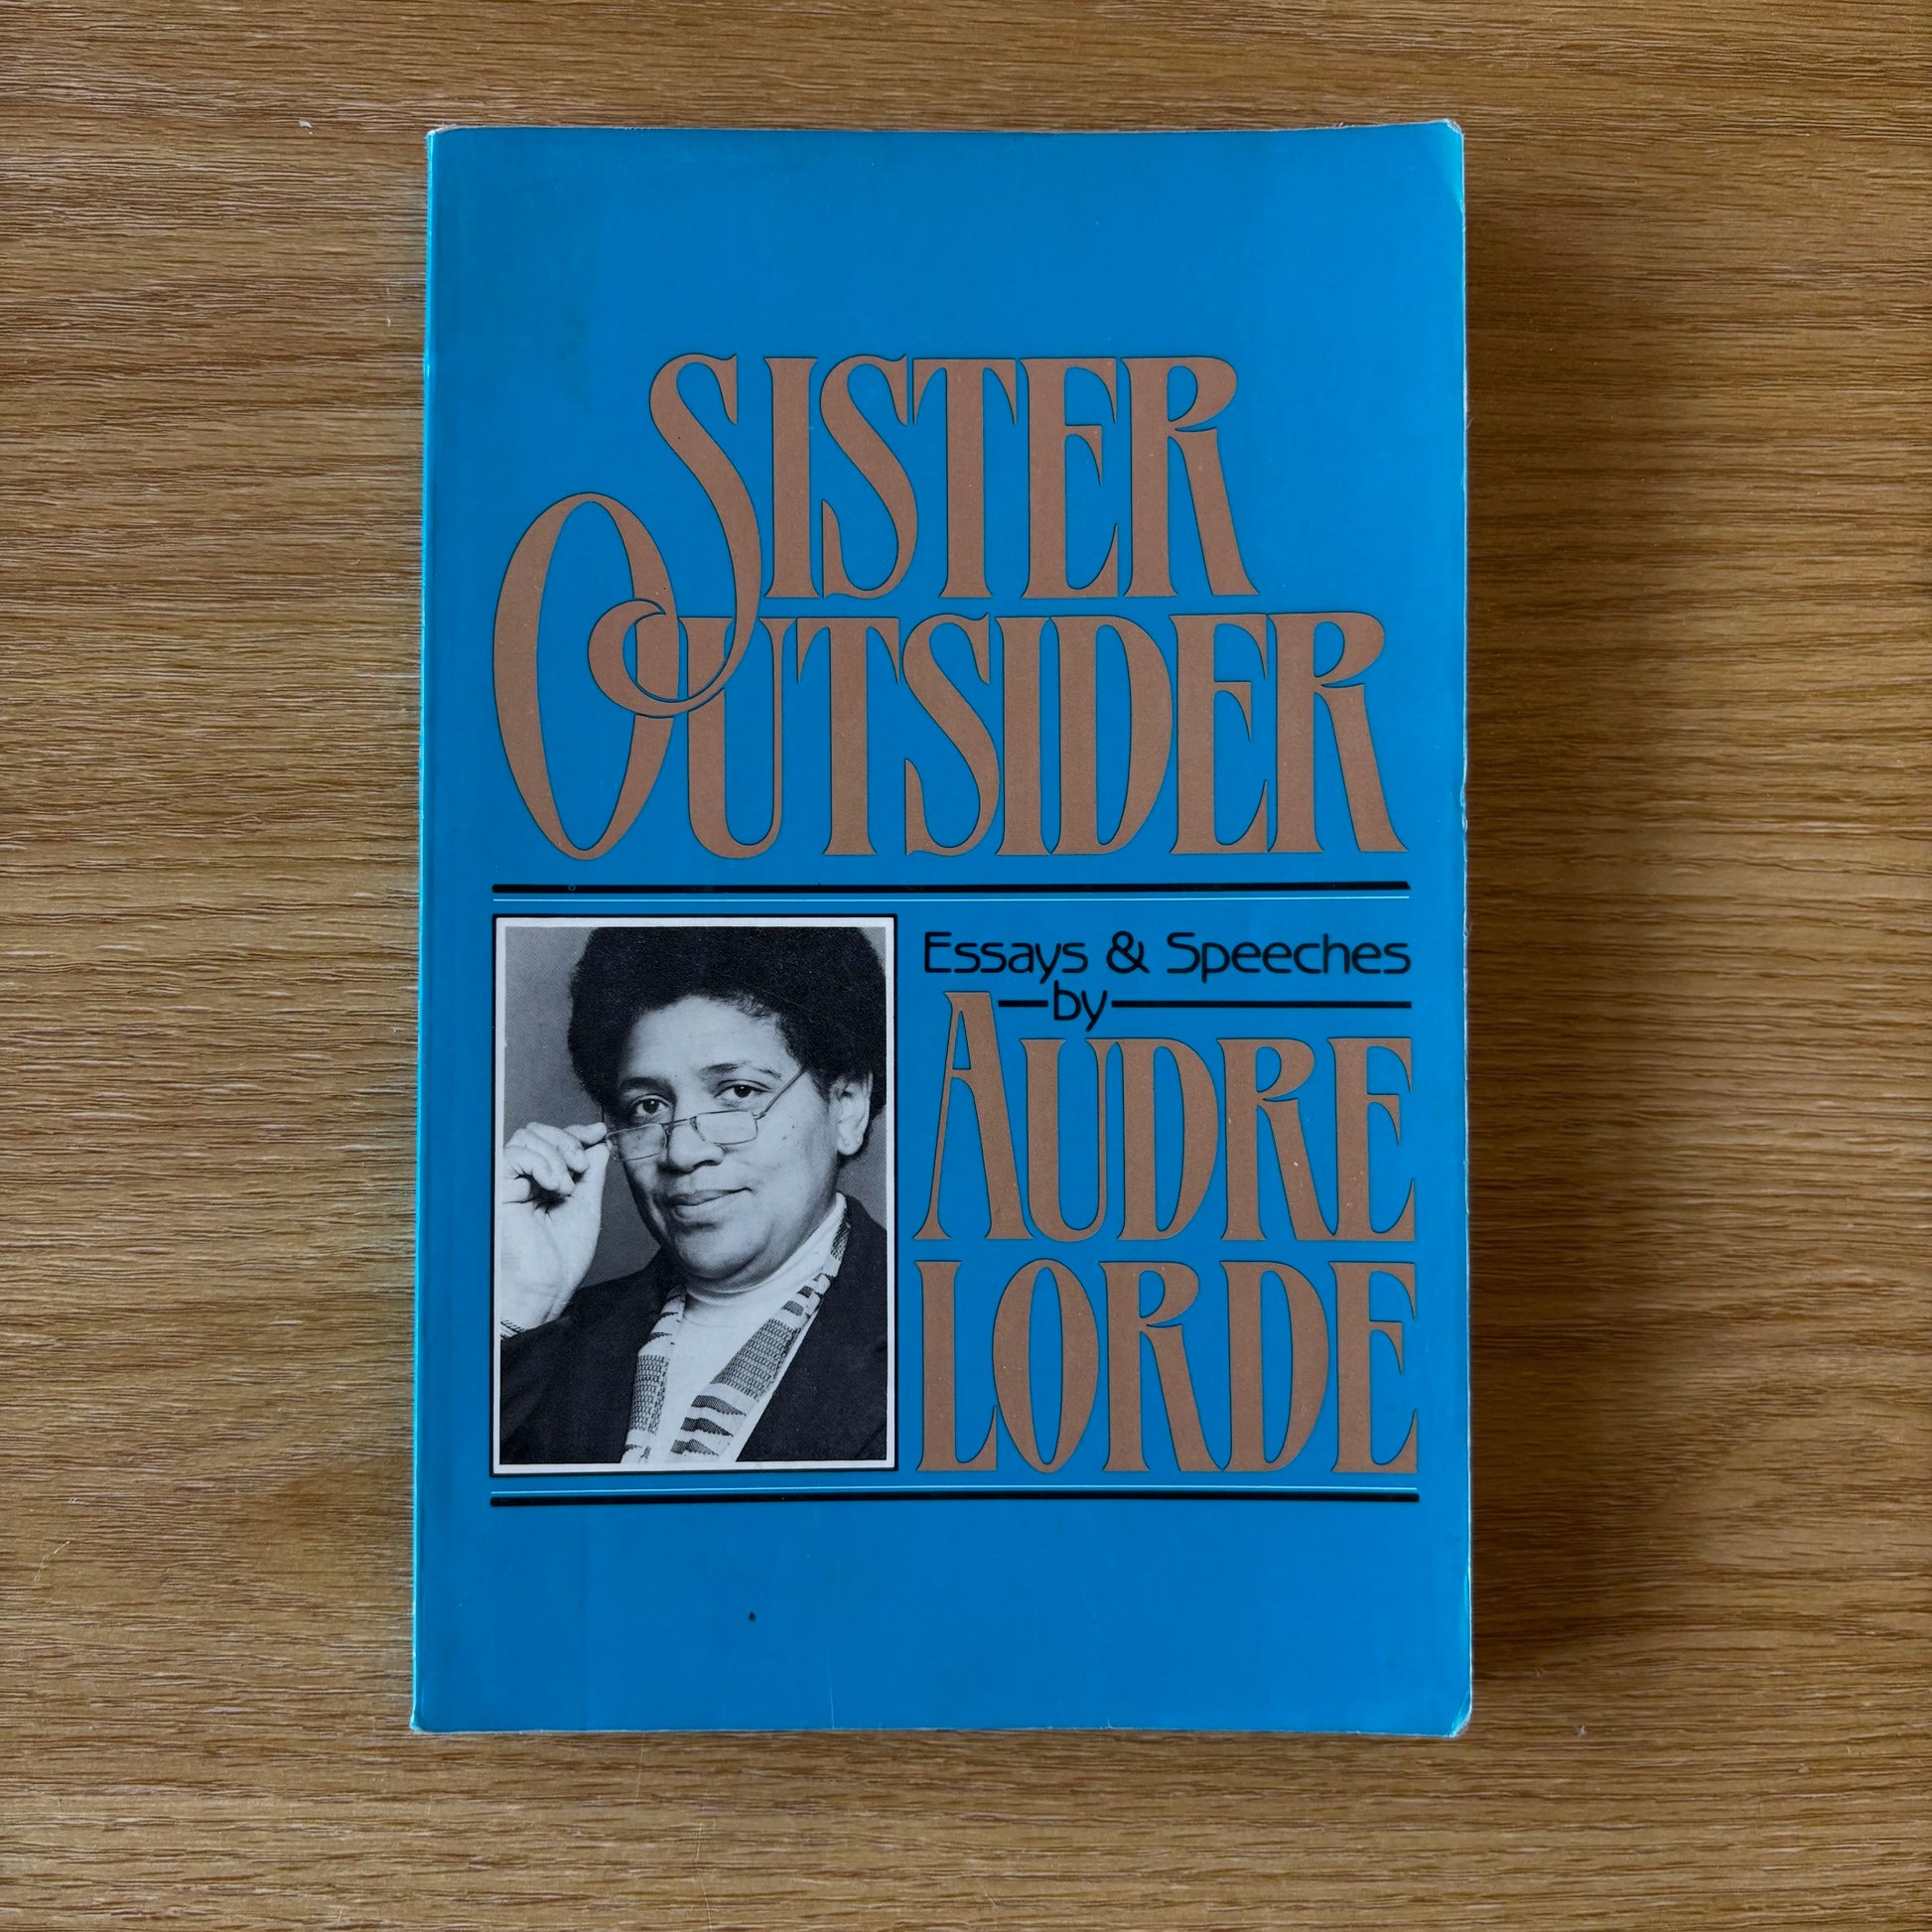 SISTER
OUTSIDER
Essays & Speeches
by
AUDRE
LORDE